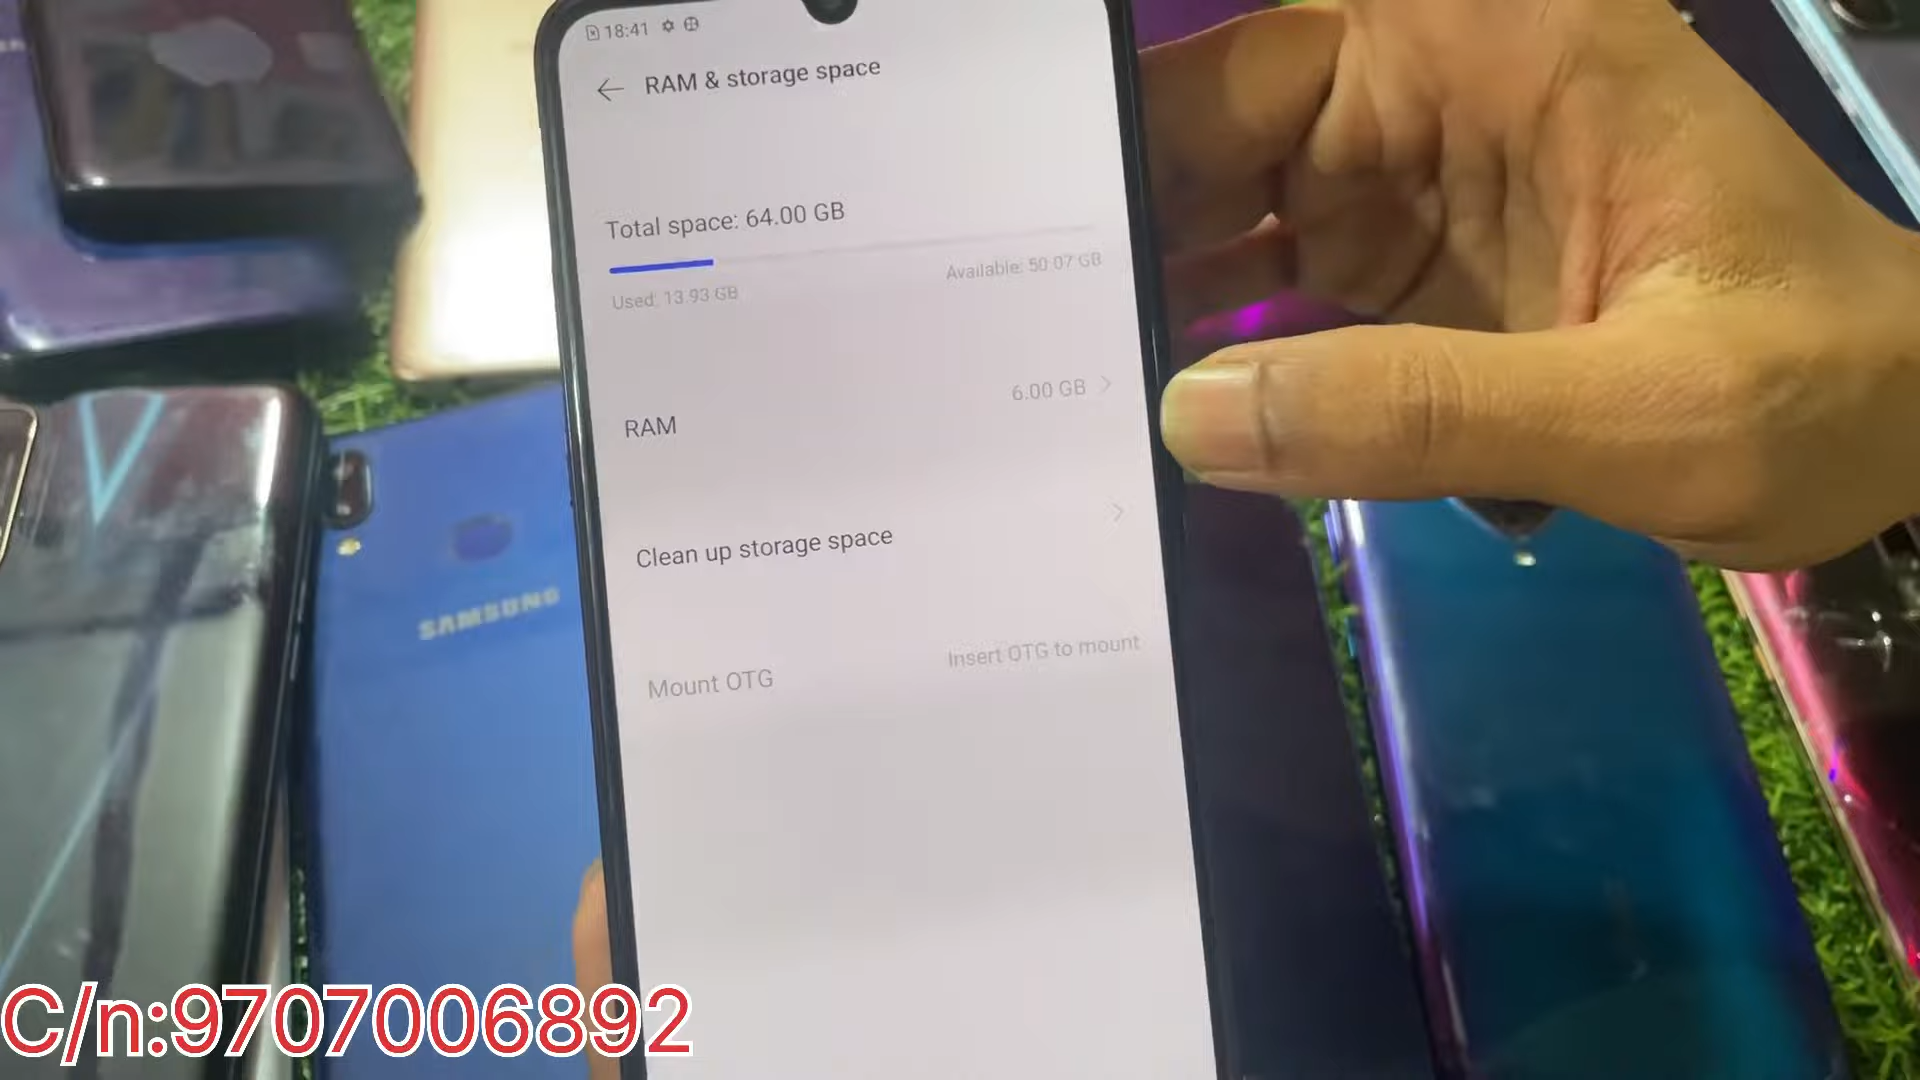 18:41
RAM & storage space
Total space: 64.00 GB
Used: 13.93 GB
Available: 50.07 GB
RAM
6.00 GB
Clean up storage space
Mount OTG
Insert OTG to mount
SAMSUNG
C/n:9707006892